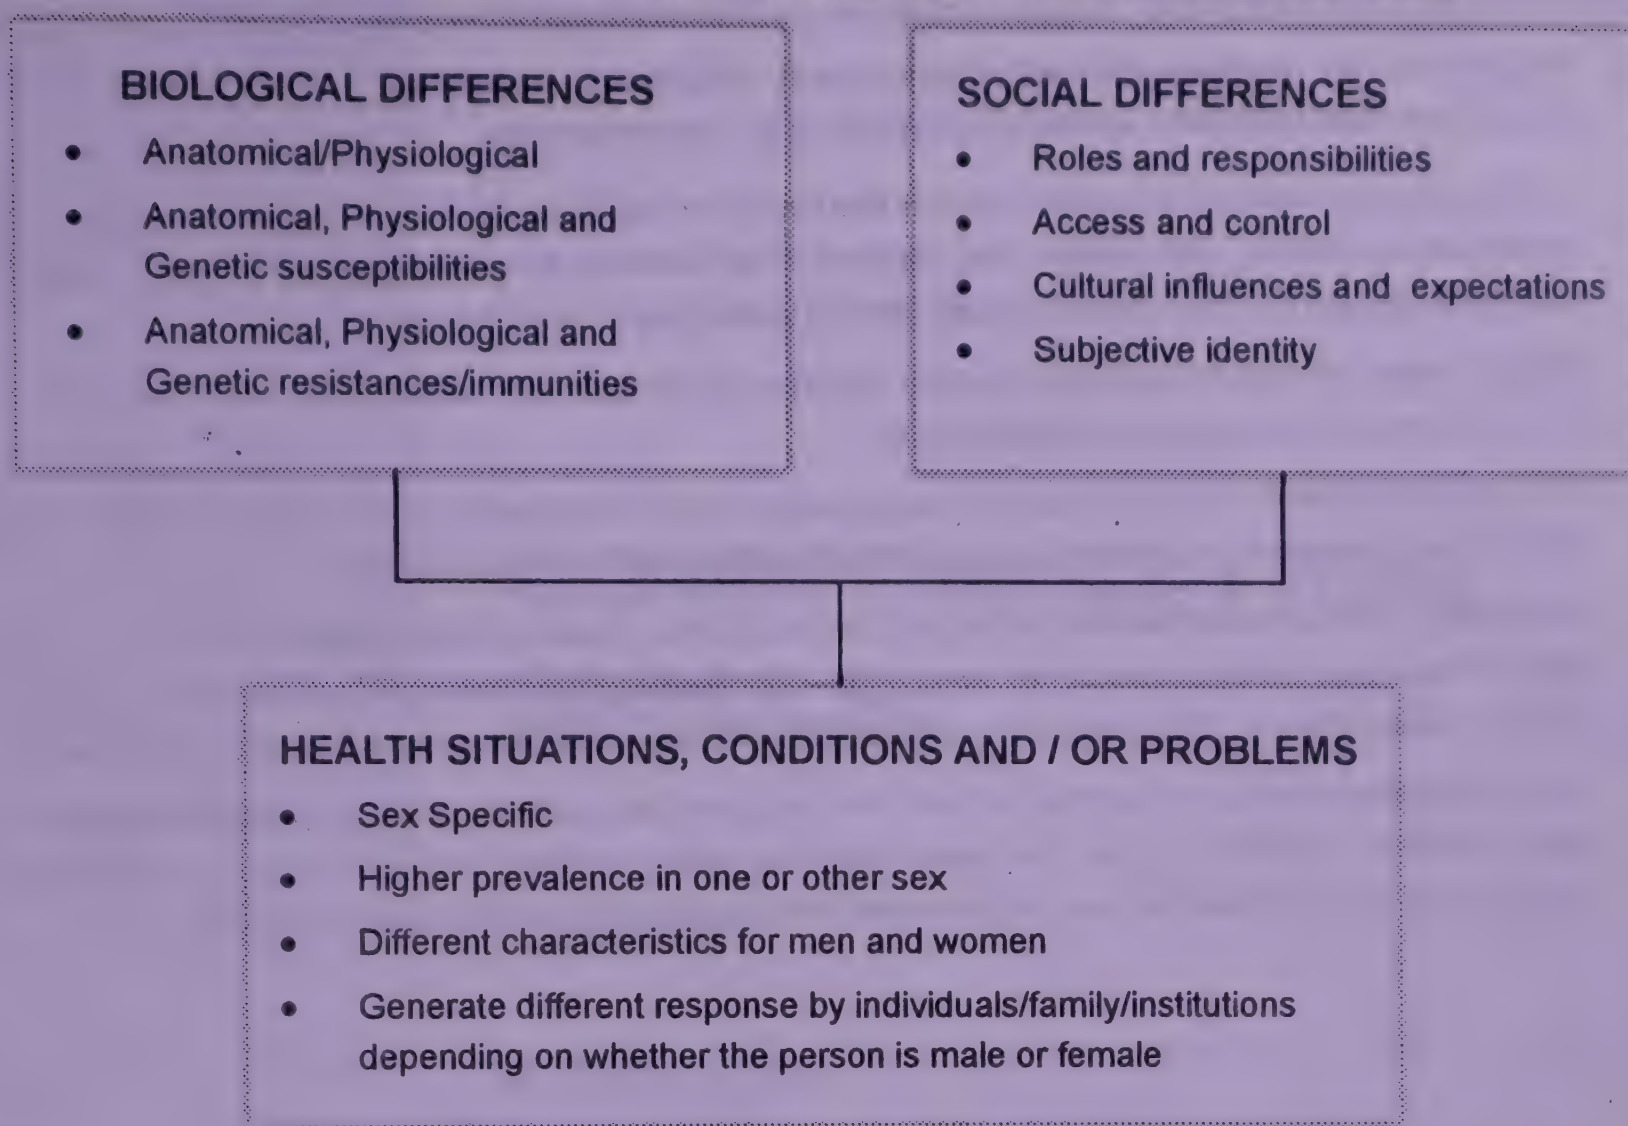 BIOLOGICAL DIFFERENCES
• Anatomical/Physiological
• Anatomical, Physiological and
Genetic susceptibilities
• Anatomical, Physiological and
Genetic resistances/immunities
SOCIAL DIFFERENCES
• Roles and responsibilities
• Access and control
• Cultural influences and expectations
• Subjective identity
HEALTH SITUATIONS, CONDITIONS AND / OR PROBLEMS
• Sex Specific
• Higher prevalence in one or other sex
• Different characteristics for men and women
• Generate different response by individuals/family/institutions
depending on whether the person is male or female